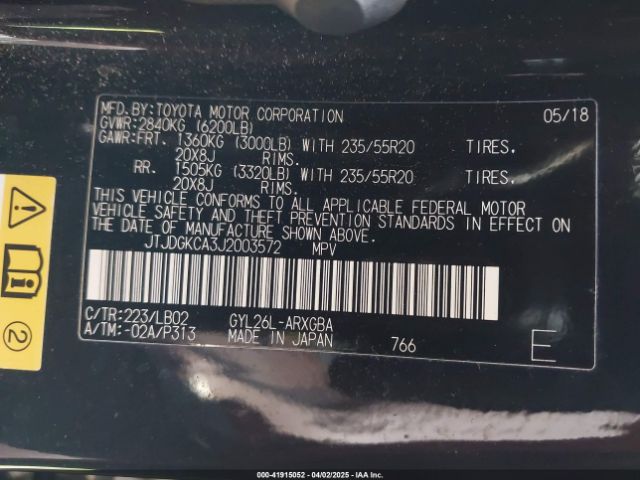 MFD.BY:TOYOTA MOTOR CORPORATION 05/18
GVWR:2840KG (6200LB)
GAWR:FRT. 1360KG (3000LB) WITH 235/55R20 TIRES.
20X8J RIMS.
RR. 1505KG (3320LB) WITH 235/55R20 TIRES.
20X8J RIMS.
THIS VEHICLE CONFORMS TO ALL APPLICABLE FEDERAL MOTOR
VEHICLE SAFETY AND THEFT PREVENTION STANDARDS IN EFFECT ON
THE DATE OF MANUFACTURE SHOWN ABOVE.
JTJDGKCA3J2003572 MPV
C/TR:223/LB02 GYL26L-ARXGBA
A/TM:-02A/P313 MADE IN JAPAN 766 E
2
000-41915052 - 04/02/2025 - IAA Inc.